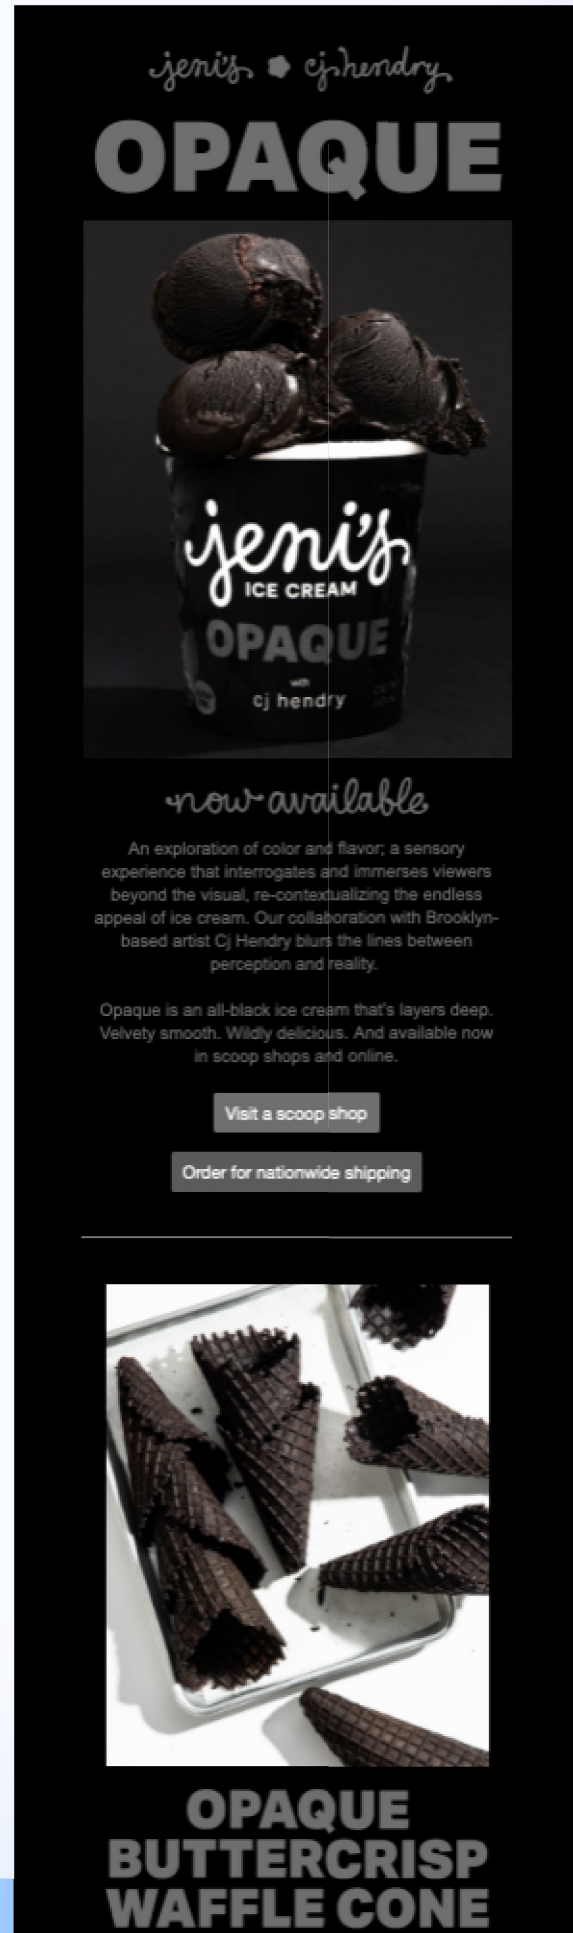 jeni's cj hendry
OPAQUE
jeni's
ICE CREAM
OPAQUE
with
cj hendry
now available
An exploration of color and flavor; a sensory
experience that interrogates and immerses viewers
beyond the visual, re-contextualizing the endless
appeal of ice cream. Our collaboration with Brooklyn-
based artist Cj Hendry blurs the lines between
perception and reality.
Opaque is an all-black ice cream that's layers deep.
Velvety smooth. Wildly delicious. And available now
in scoop shops and online.
Visit a scoop shop
Order for nationwide shipping
OPAQUE
BUTTERCRISP
WAFFLE CONE